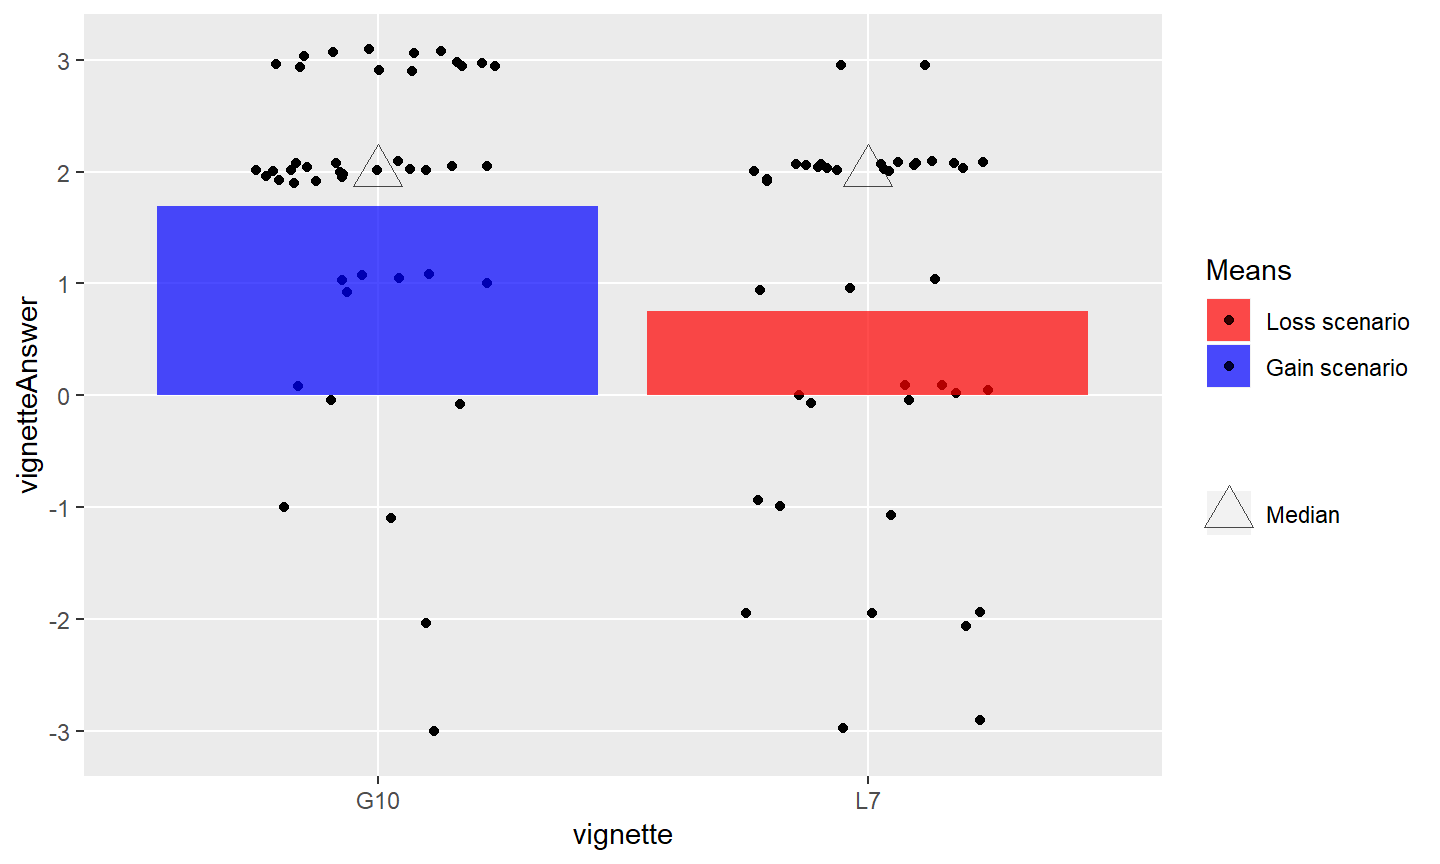 3
2
1
0
-1
-2
-3
vignetteAnswer
G10
L7
vignette
Means
Loss scenario
Gain scenario
Median